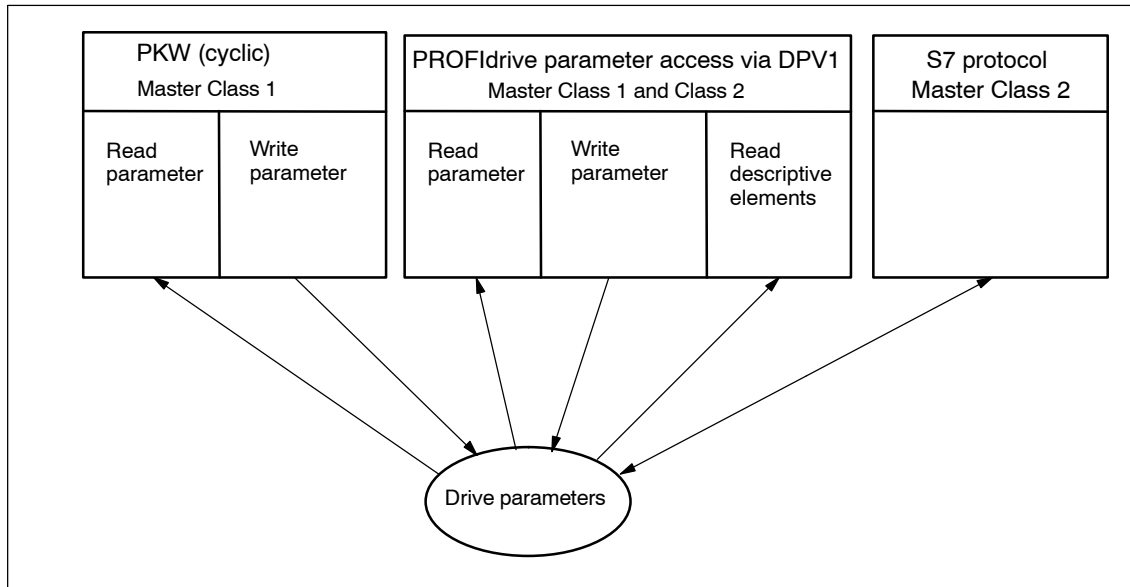 PKW (cyclic)
Master Class 1
Read
parameter
Write
parameter
PROFIdrive parameter access via DPV1
Master Class 1 and Class 2
Read
parameter
Write
parameter
Read
descriptive
elements
S7 protocol
Master Class 2
Drive parameters